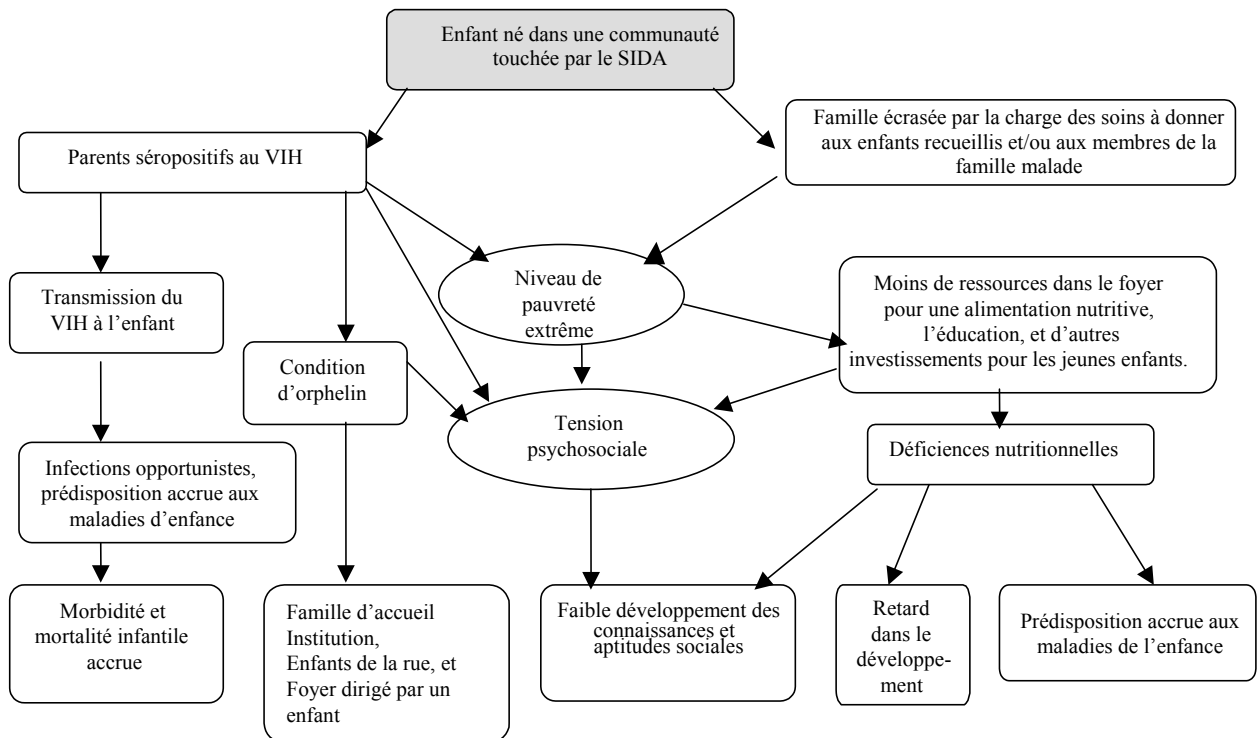 Enfant né dans une communauté
touchée par le SIDA
Famille écrasée par la charge des soins à donner
aux enfants recueillis et/ou aux membres de la
famille malade
Parents séropositifs au VIH
Niveau de
pauvreté
extrême
Moins de ressources dans le foyer
pour une alimentation nutritive,
l’éducation, et d’autres
investissements pour les jeunes enfants.
Transmission du
VIH à l’enfant
Condition
d’orphelin
Tension
psychosociale
Déficiences nutritionnelles
Infections opportunistes,
prédisposition accrue aux
maladies d’enfance
Morbidité et
mortalité infantile
accrue
Famille d’accueil
Institution,
Enfants de la rue, et
Foyer dirigé par un
enfant
Faible développement des
connaissances et
aptitudes sociales
Retard
dans le
développe-
ment
Prédisposition accrue aux
maladies de l’enfance